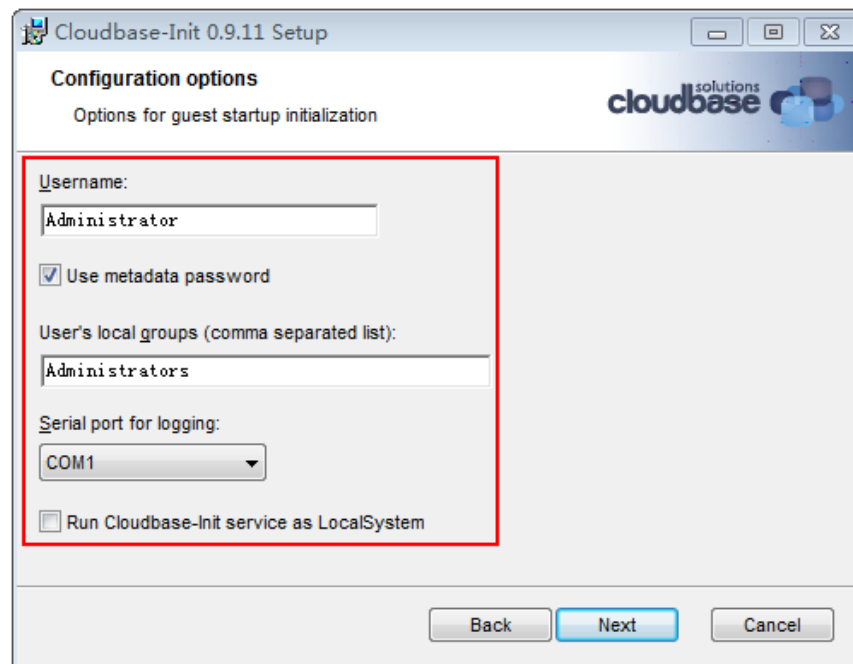 Cloudbase-Init 0.9.11 Setup
Configuration options
Options for guest startup initialization
solutions
cloudbase
Username:
Administrator
Use metadata password
User's local groups (comma separated list):
Administrators
Serial port for logging:
COM1
Run Cloudbase-Init service as LocalSystem
Back Next Cancel